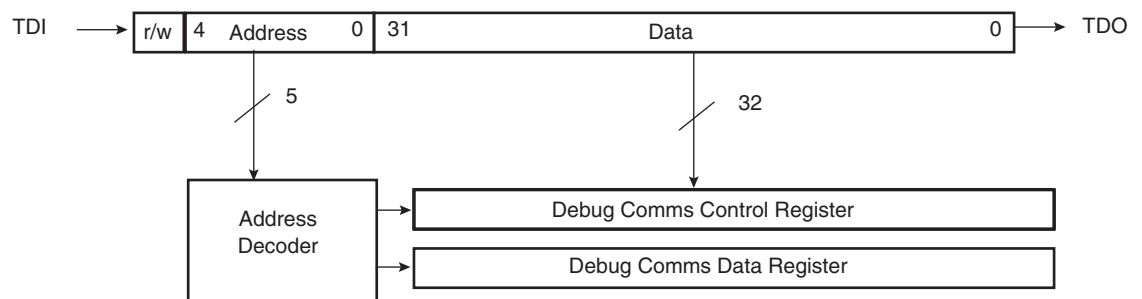 TDI r/w 4 Address 0 31 Data 0 TDO
5
32
Address
Decoder
Debug Comms Control Register
Debug Comms Data Register